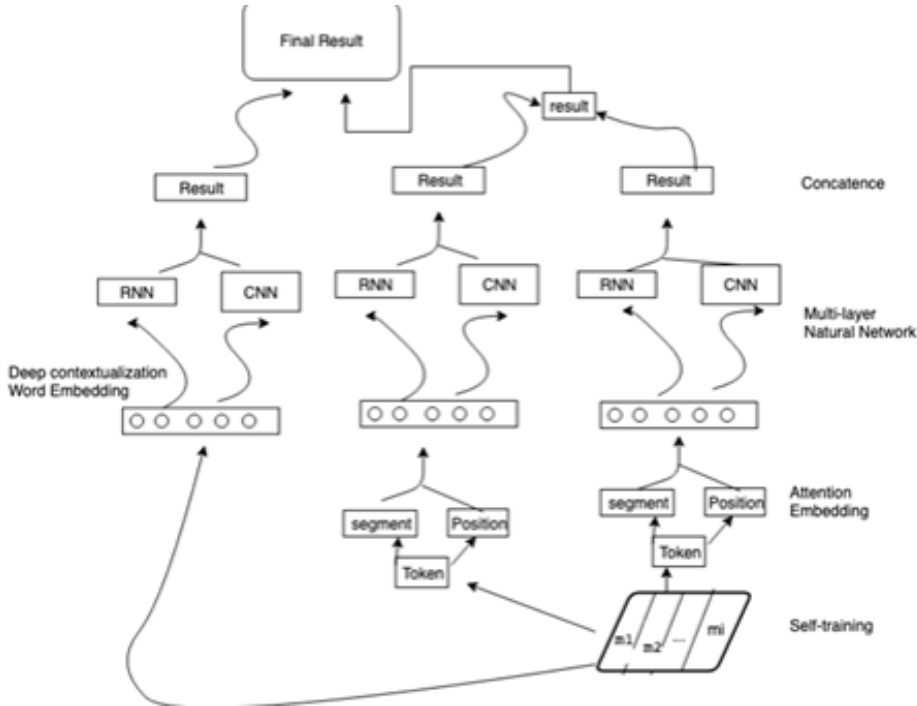 Final Result
result
Result
Result
Result
Concatence
RNN
CNN
RNN
CNN
RNN
CNN
Multi-layer
Natural Network
Deep contextualization
Word Embedding
segment
Position
segment
Position
Attention
Embedding
Token
Token
m1
m2
...
mi
Self-training